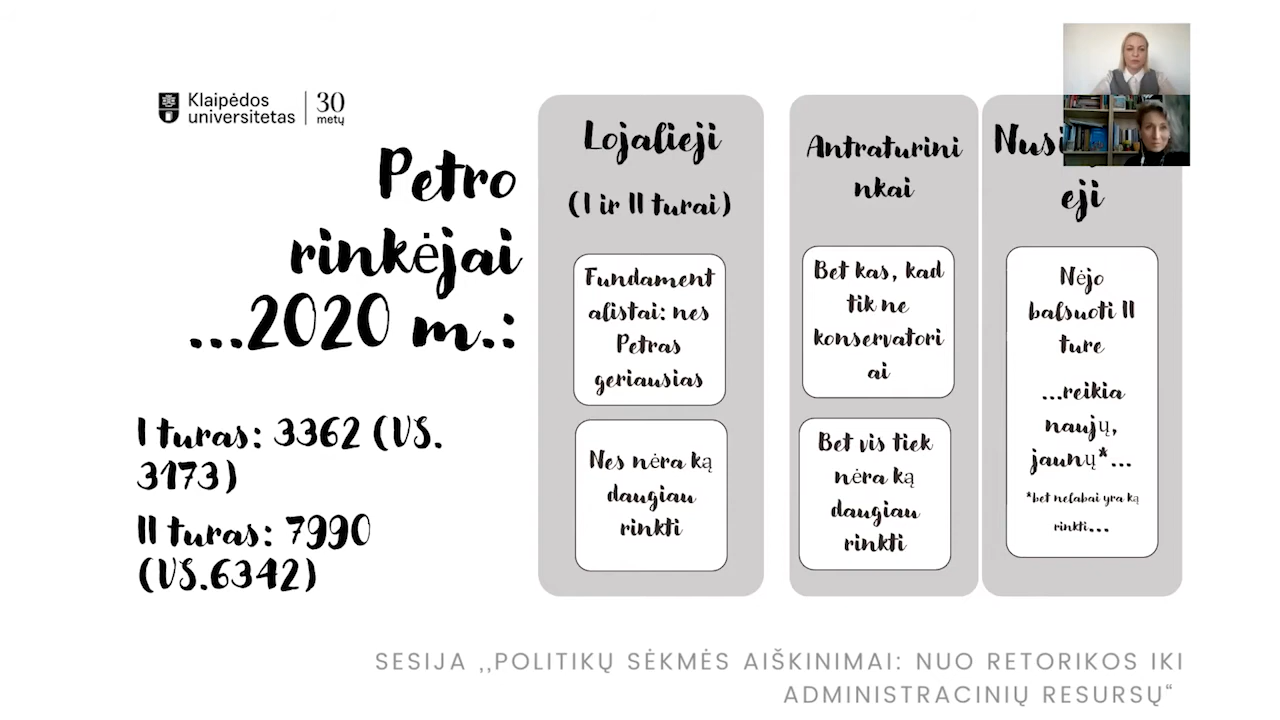 Klaipėdos
universitetas
30
metų
Petro
rinkėjai
...2020 m.:
I turas: 3362 (VS.
3173)
II turas: 7990
(VS.6342)
Lojalieji
(I ir II turai)
Fundament
alistai: nes
Petras
geriausias
Nes nėra ką
daugiau
rinkti
Antraturini
nkai
Bet kas, kad
tik ne
konservatori
ai
Bet vis tiek
nėra ką
daugiau
rinkti
eji
Nėjo
balsuoti II
ture
...reikia
naujų,
jaunų*...
*bet nelabai yra ką
rinkti...
SESIJA ,,POLITIKŲ SĖKMĖS AIŠKINIMAI: NUO RETORIKOS IKI
ADMINISTRACINIŲ RESURSŲ“